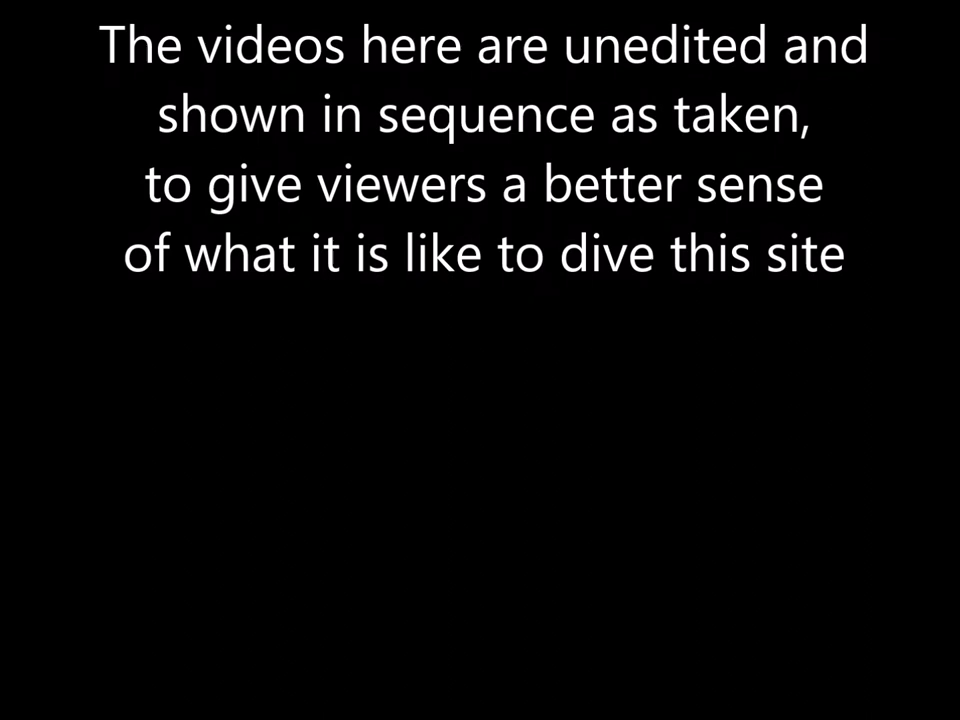 The videos here are unedited and
shown in sequence as taken,
to give viewers a better sense
of what it is like to dive this site